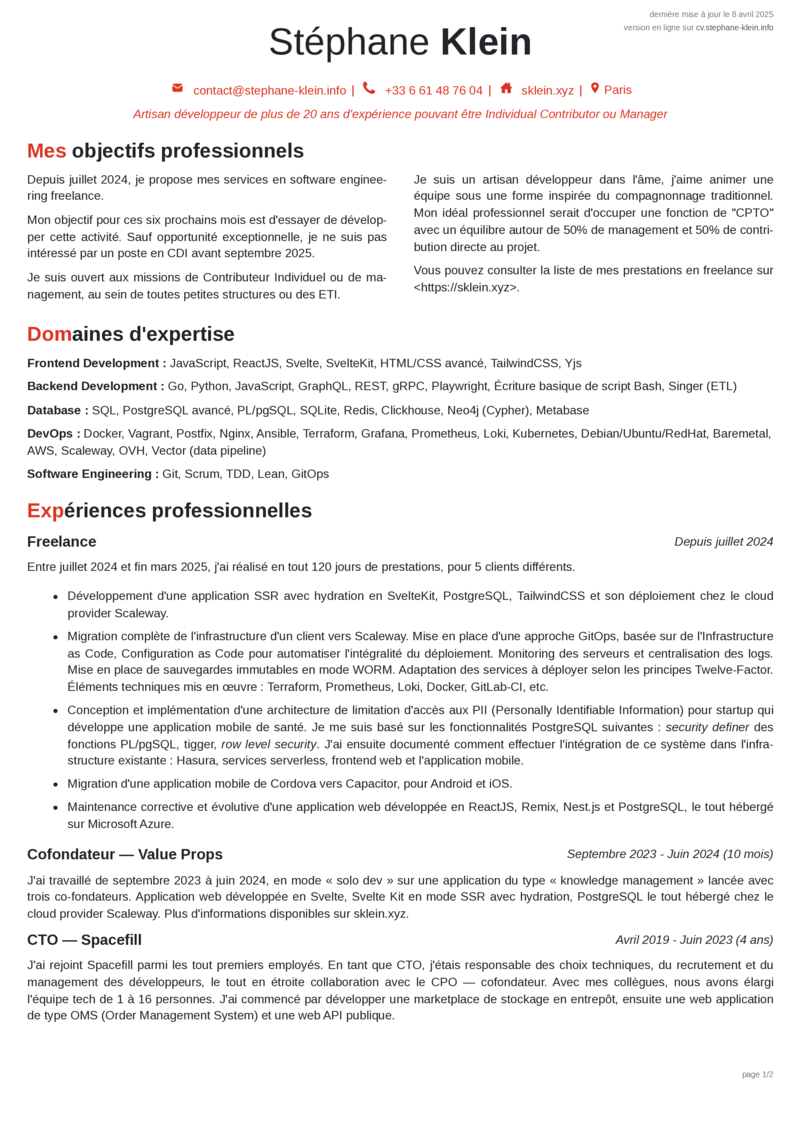 dernière mise à jour le 8 avril 2025
version en ligne sur cv.stephane-klein.info
Stéphane Klein
contact@stephane-klein.info | +33 6 61 48 76 04 | sklein.xyz | Paris
Artisan développeur de plus de 20 ans d'expérience pouvant être Individual Contributor ou Manager
Mes objectifs professionnels
Depuis juillet 2024, je propose mes services en software enginee-
ring freelance.
Mon objectif pour ces six prochains mois est d'essayer de dévelop-
per cette activité. Sauf opportunité exceptionnelle, je ne suis pas
intéressé par un poste en CDI avant septembre 2025.
Je suis ouvert aux missions de Contributeur Individuel ou de ma-
nagement, au sein de toutes petites structures ou des ETI.
Je suis un artisan développeur dans l'âme, j'aime animer une
équipe sous une forme inspirée du compagnonnage traditionnel.
Mon idéal professionnel serait d'occuper une fonction de "CPTO"
avec un équilibre autour de 50% de management et 50% de contri-
bution directe au projet.
Vous pouvez consulter la liste de mes prestations en freelance sur
<https://sklein.xyz>.
Domaines d'expertise
Frontend Development : JavaScript, ReactJS, Svelte, SvelteKit, HTML/CSS avancé, TailwindCSS, Yjs
Backend Development : Go, Python, JavaScript, GraphQL, REST, gRPC, Playwright, Écriture basique de script Bash, Singer (ETL)
Database : SQL, PostgreSQL avancé, PL/pgSQL, SQLite, Redis, Clickhouse, Neo4j (Cypher), Metabase
DevOps : Docker, Vagrant, Postfix, Nginx, Ansible, Terraform, Grafana, Prometheus, Loki, Kubernetes, Debian/Ubuntu/RedHat, Baremetal,
AWS, Scaleway, OVH, Vector (data pipeline)
Software Engineering : Git, Scrum, TDD, Lean, GitOps
Expériences professionnelles
Freelance Depuis juillet 2024
Entre juillet 2024 et fin mars 2025, j'ai réalisé en tout 120 jours de prestations, pour 5 clients différents.
• Développement d'une application SSR avec hydration en SvelteKit, PostgreSQL, TailwindCSS et son déploiement chez le cloud
provider Scaleway.
• Migration complète de l'infrastructure d'un client vers Scaleway. Mise en place d'une approche GitOps, basée sur de l'Infrastructure
as Code, Configuration as Code pour automatiser l'intégralité du déploiement. Monitoring des serveurs et centralisation des logs.
Mise en place de sauvegardes immutables en mode WORM. Adaptation des services à déployer selon les principes Twelve-Factor.
Éléments techniques mis en œuvre : Terraform, Prometheus, Loki, Docker, GitLab-CI, etc.
• Conception et implémentation d'une architecture de limitation d'accès aux PII (Personally Identifiable Information) pour startup qui
développe une application mobile de santé. Je me suis basé sur les fonctionnalités PostgreSQL suivantes : security definer des
fonctions PL/pgSQL, tigger, row level security. J'ai ensuite documenté comment effectuer l'intégration de ce système dans l'infra-
structure existante : Hasura, services serverless, frontend web et l'application mobile.
• Migration d'une application mobile de Cordova vers Capacitor, pour Android et iOS.
• Maintenance corrective et évolutive d'une application web développée en ReactJS, Remix, Nest.js et PostgreSQL, le tout hébergé
sur Microsoft Azure.
Cofondateur — Value Props Septembre 2023 - Juin 2024 (10 mois)
J'ai travaillé de septembre 2023 à juin 2024, en mode « solo dev » sur une application du type « knowledge management » lancée avec
trois co-fondateurs. Application web développée en Svelte, Svelte Kit en mode SSR avec hydration, PostgreSQL le tout hébergé chez le
cloud provider Scaleway. Plus d'informations disponibles sur sklein.xyz.
CTO — Spacefill Avril 2019 - Juin 2023 (4 ans)
J'ai rejoint Spacefill parmi les tout premiers employés. En tant que CTO, j'étais responsable des choix techniques, du recrutement et du
management des développeurs, le tout en étroite collaboration avec le CPO — cofondateur. Avec mes collègues, nous avons élargi
l'équipe tech de 1 à 16 personnes. J'ai commencé par développer une marketplace de stockage en entrepôt, ensuite une web application
de type OMS (Order Management System) et une web API publique.
page 1/2